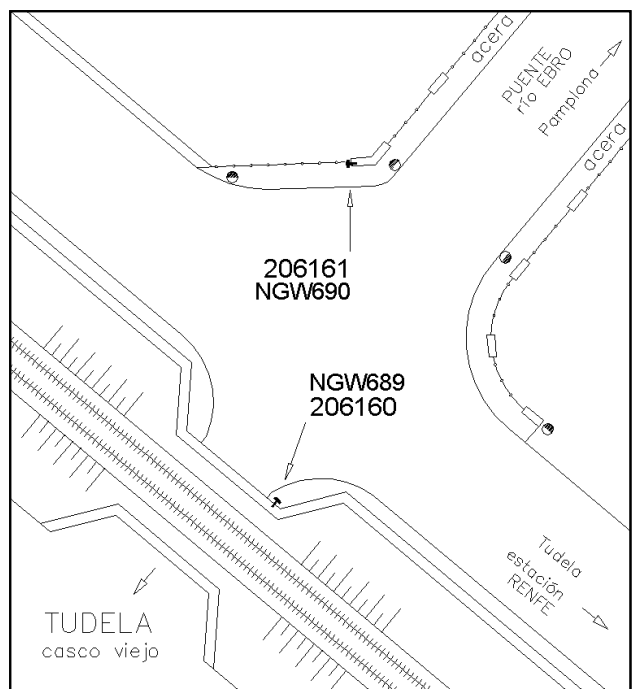 acera
PUENTE
río EBRO
Pamplona
acera
206161
NGW690
NGW689
206160
Tudela
estación
RENFE
TUDELA
casco viejo